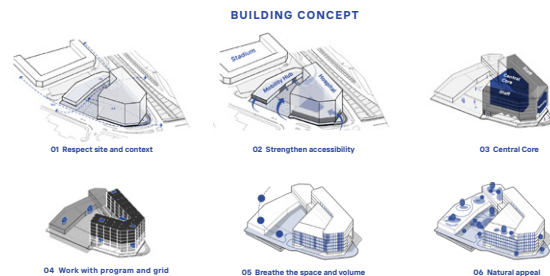 BUILDING CONCEPT
Stadium
Mobility Hub
Hospital
Central
Core
Staff
01 Respect site and context
02 Strengthen accessibility
03 Central Core
04 Work with program and grid
05 Breathe the space and volume
06 Natural appeal